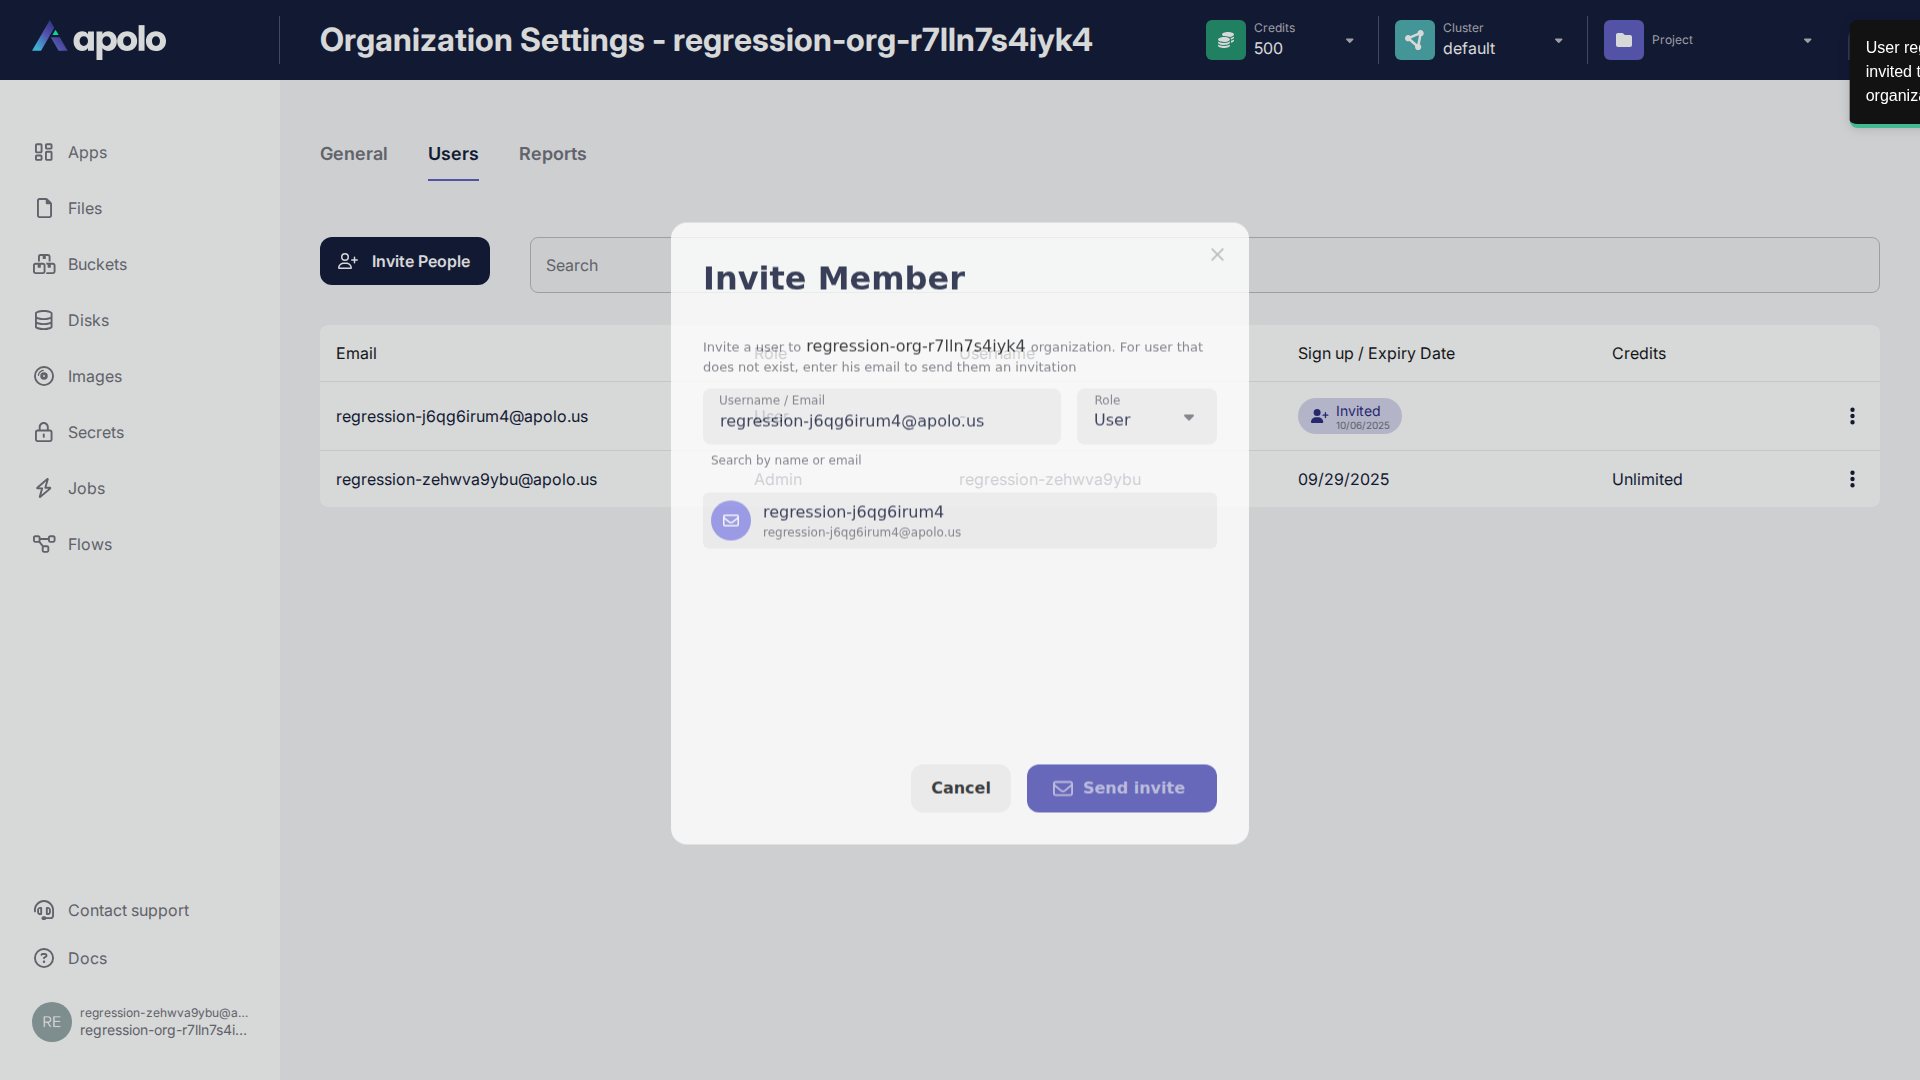 apolo
Organization Settings - regression-org-r7lln7s4iyk4
Credits
500
Cluster
default
Project
User reg
invited t
organiza
Apps
Files
Buckets
Disks
Images
Secrets
Jobs
Flows
Contact support
Docs
RE
regression-zehwva9ybu@a...
regression-org-r7lln7s4i...
General
Users
Reports
Invite People
Search
Email
Role
Username
Sign up / Expiry Date
Credits
regression-j6qg6irum4@apolo.us
User
-
Invited
10/06/2025
regression-zehwva9ybu@apolo.us
Admin
regression-zehwva9ybu
09/29/2025
Unlimited
Invite Member
Invite a user to regression-org-r7lln7s4iyk4 organization. For user that
does not exist, enter his email to send them an invitation
Username / Email
regression-j6qg6irum4@apolo.us
Role
User
Search by name or email
regression-j6qg6irum4
regression-j6qg6irum4@apolo.us
Cancel
Send invite